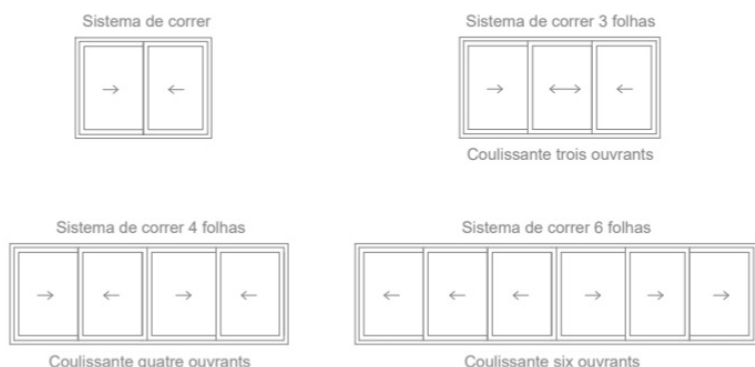 Sistema de correr
Sistema de correr 3 folhas
Coulissante trois ouvrants
Sistema de correr 4 folhas
Sistema de correr 6 folhas
Coulissante quatre ouvrants
Coulissante six ouvrants